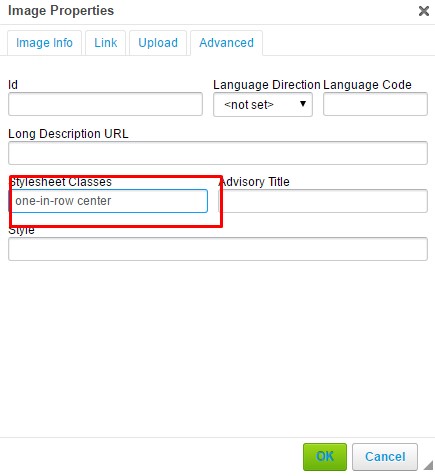 Image Properties
Image Info Link Upload Advanced
Id Language Direction Language Code
<not set>
Long Description URL
Stylesheet Classes Advisory Title
one-in-row center
Style
OK Cancel